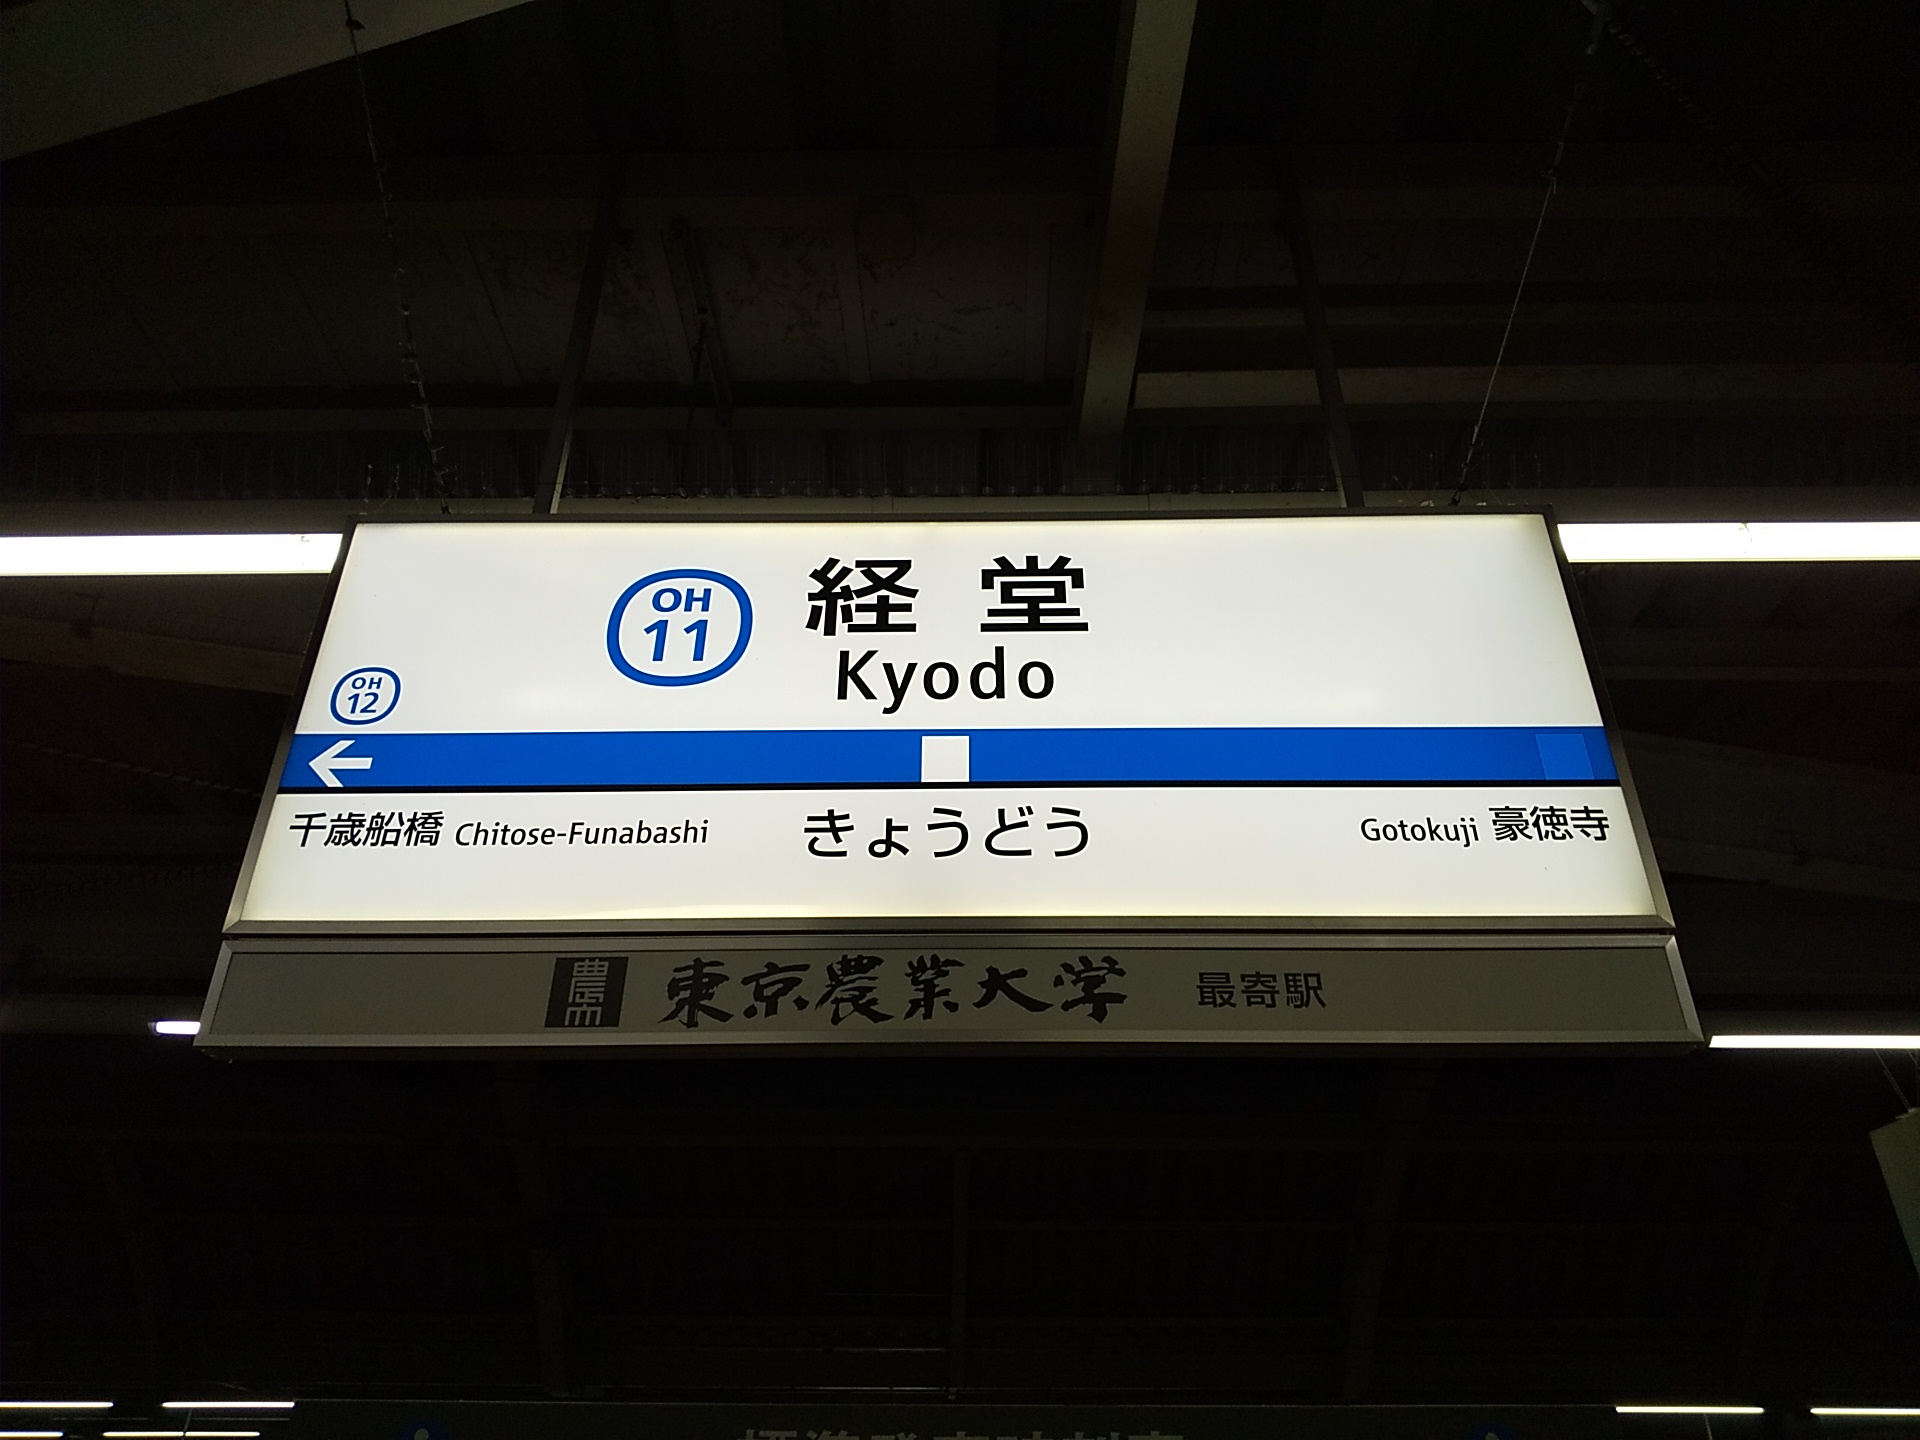 OH
11
経堂
Kyodo
OH
12
千歳船橋 Chitose-Funabashi
きょうどう
Gotokuji 豪徳寺
東京農業大学 最寄駅